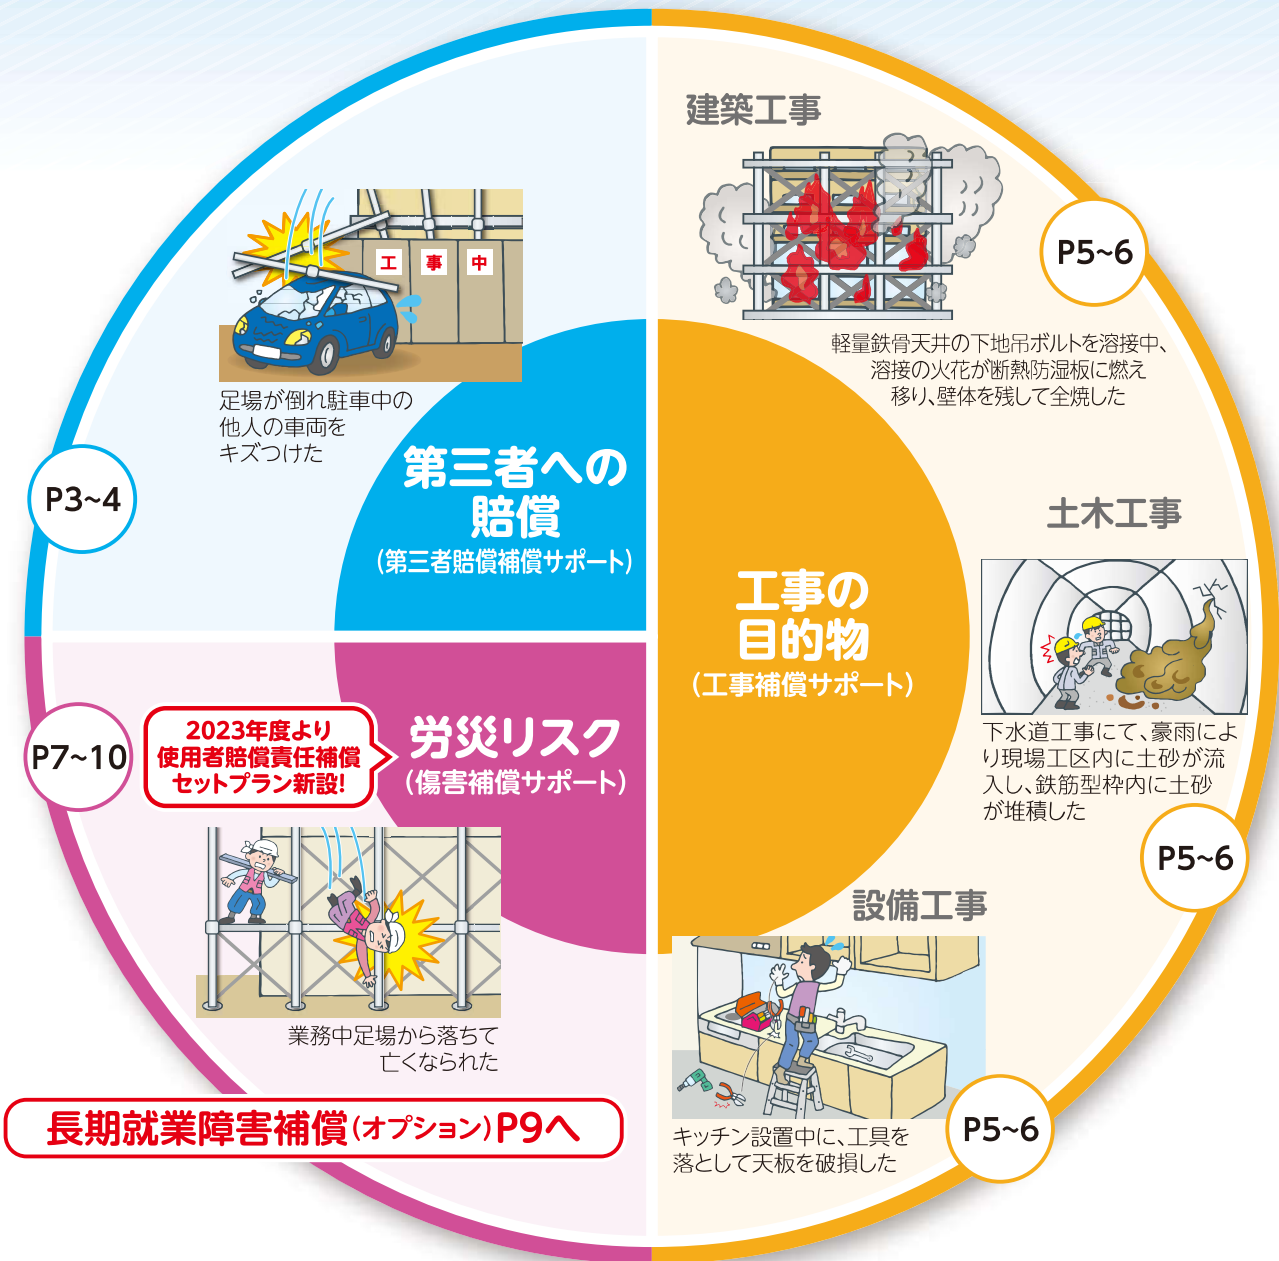 工 事 中
足場が倒れ駐車中の
他人の車両を
キズつけた
P3~4
第三者への
賠償
(第三者賠償補償サポート)
建築工事
P5~6
軽量鉄骨天井の下地吊ボルトを溶接中、
溶接の火花が断熱防湿板に燃え
移り、壁体を残して全焼した
土木工事
下水道工事にて、豪雨によ
り現場工区内に土砂が流
入し、鉄筋型枠内に土砂
が堆積した
P5~6
工事の
目的物
(工事補償サポート)
設備工事
キッチン設置中に、工具を
落として天板を破損した
P5~6
P7~10
2023年度より
使用者賠償責任補償
セットプラン新設!
労災リスク
(傷害補償サポート)
業務中足場から落ちて
亡くなられた
長期就業障害補償(オプション)P9へ